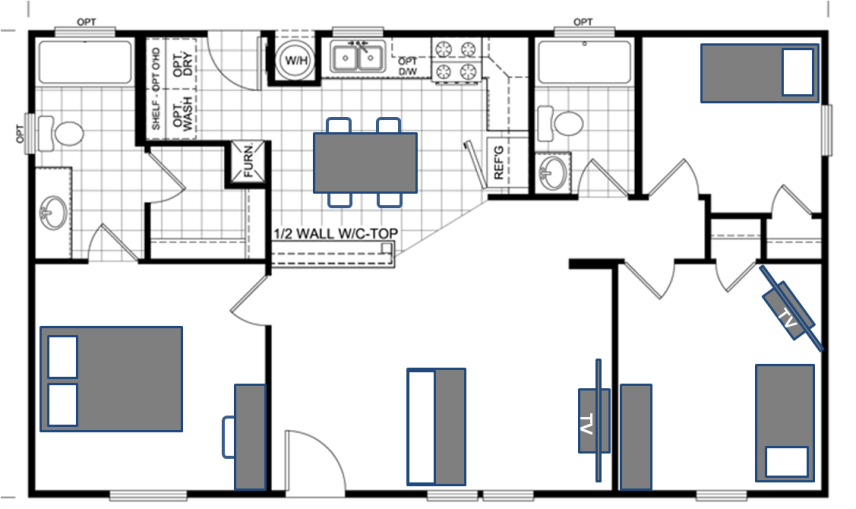 OPT
OPT
OPT
SHELF - OPT O'HD
OPT.
DRY
OPT.
WASH
W/H
OPT
D/W
FURN.
REF'G
1/2 WALL W/C-TOP
TV
TV